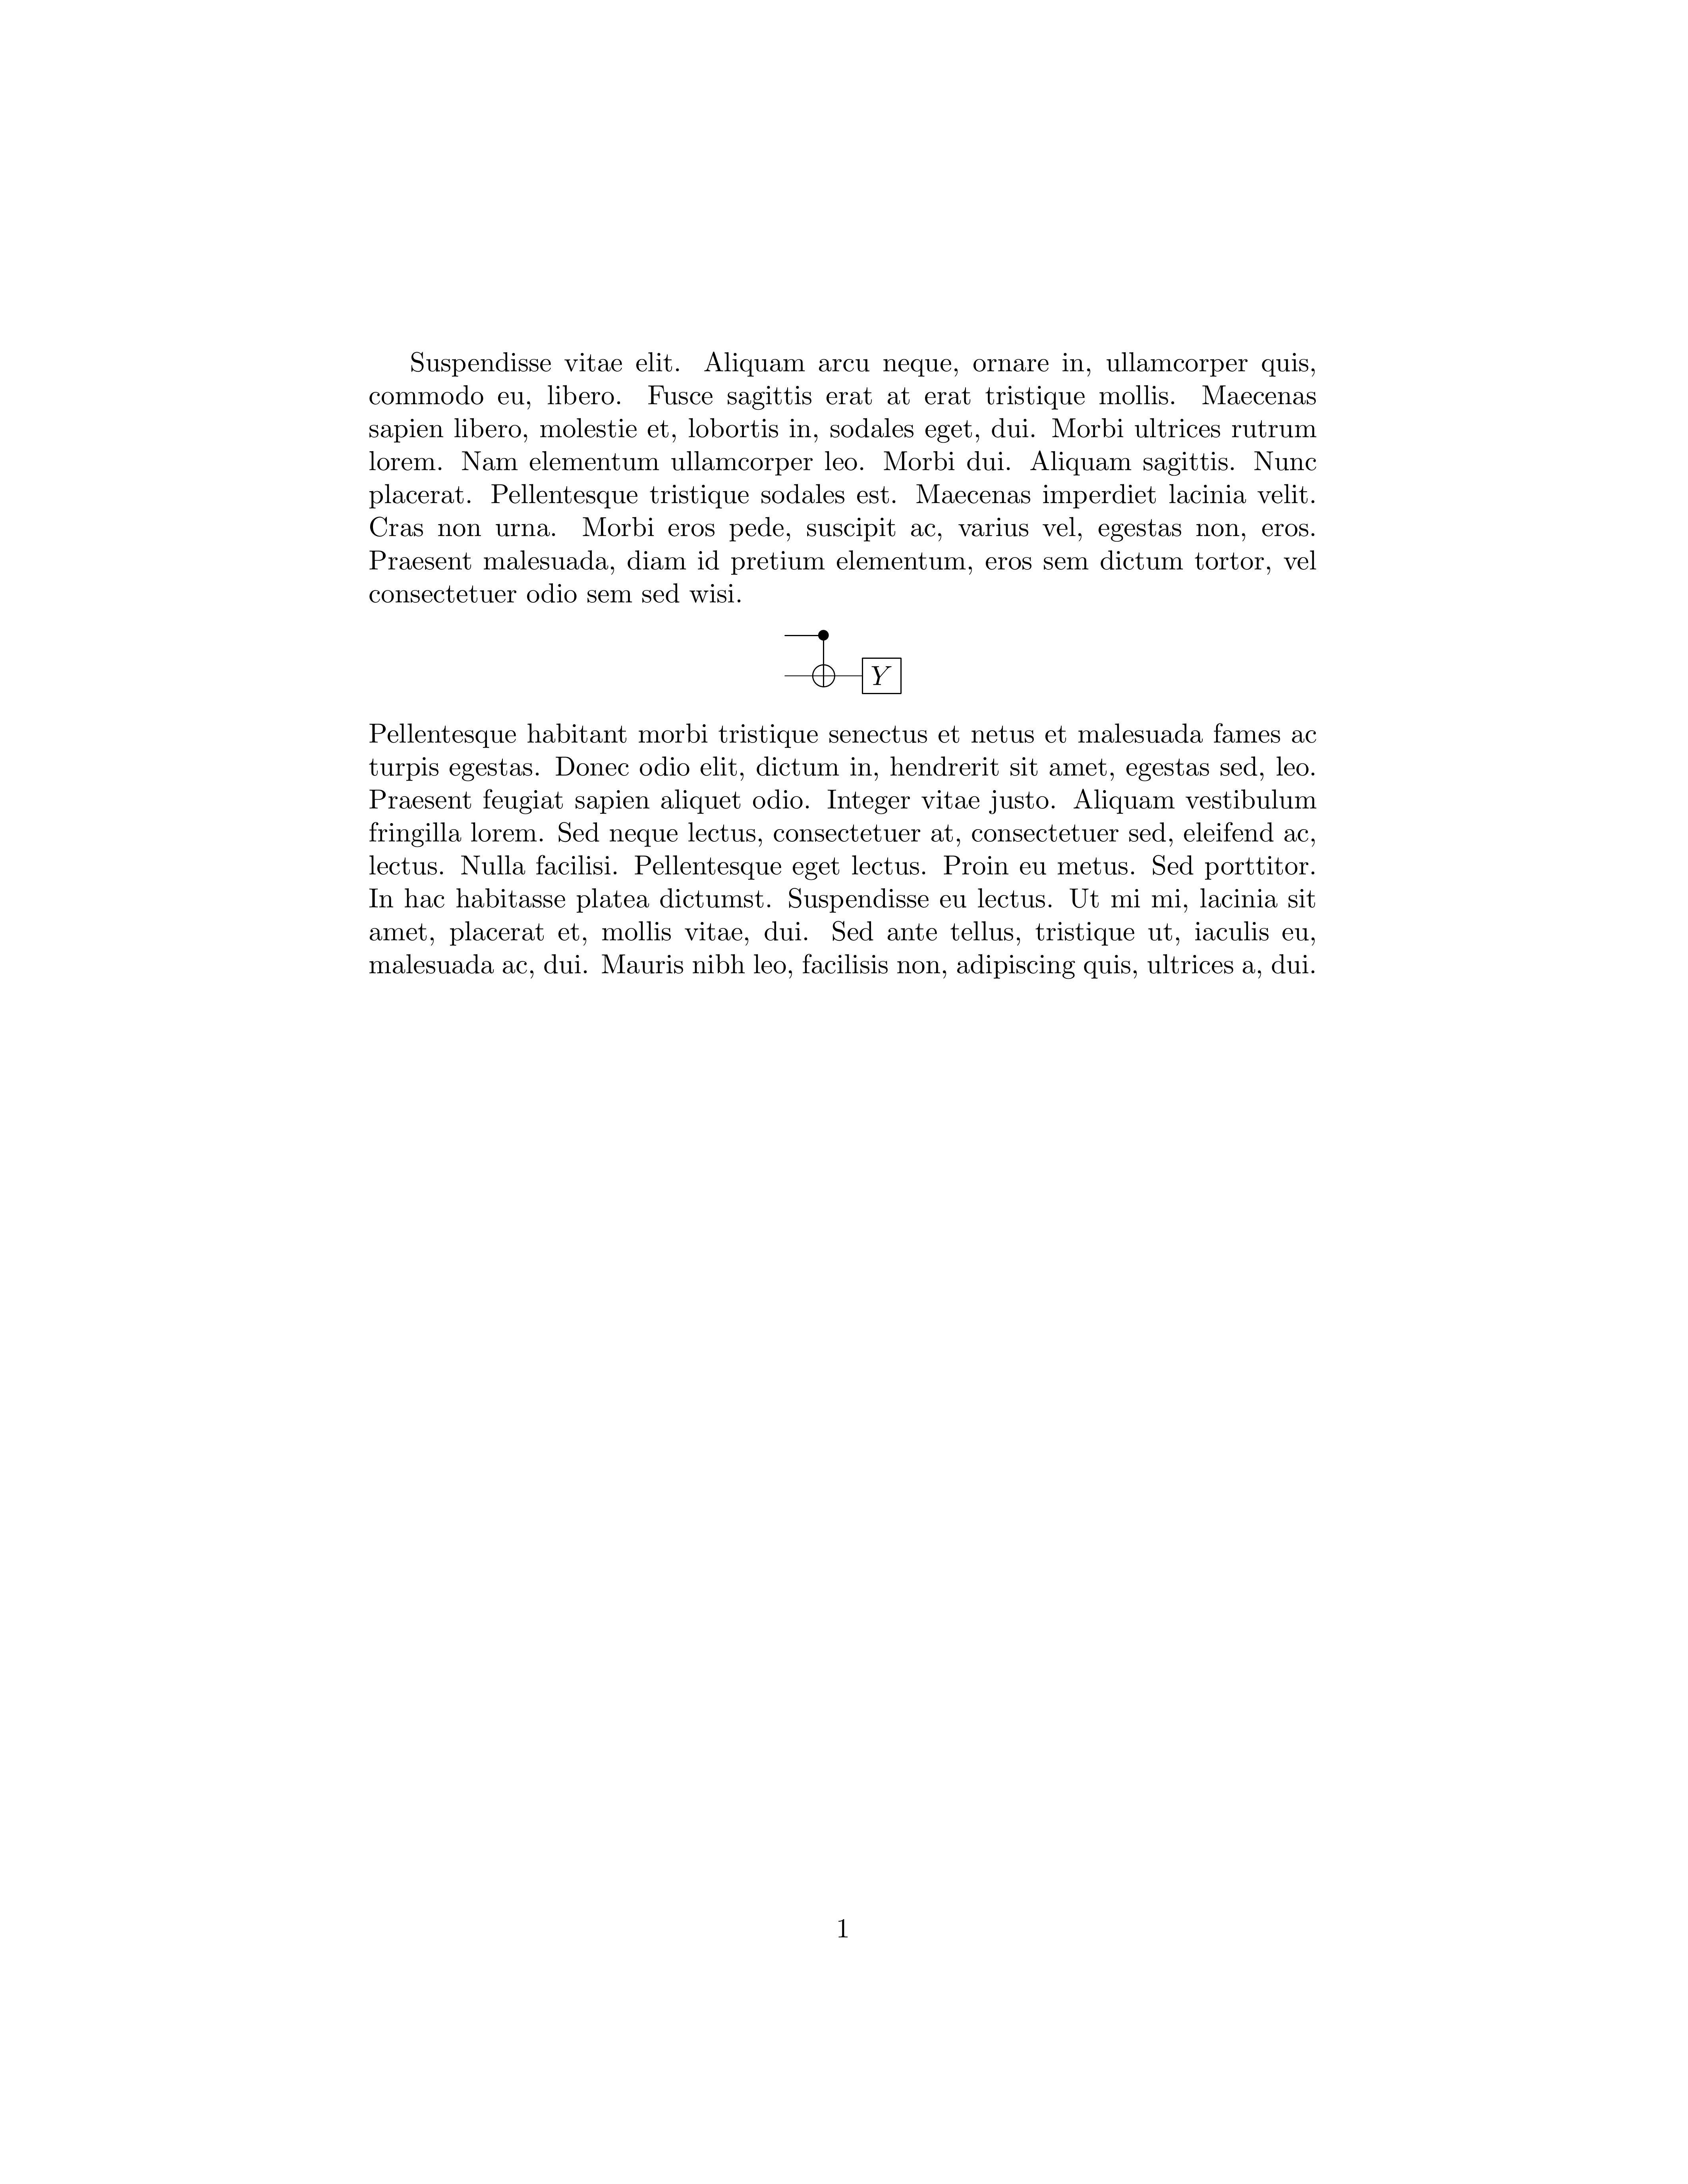 Suspendisse vitae elit. Aliquam arcu neque, ornare in, ullamcorper quis,
commodo eu, libero. Fusce sagittis erat at erat tristique mollis. Maecenas
sapien libero, molestie et, lobortis in, sodales eget, dui. Morbi ultrices rutrum
lorem. Nam elementum ullamcorper leo. Morbi dui. Aliquam sagittis. Nunc
placerat. Pellentesque tristique sodales est. Maecenas imperdiet lacinia velit.
Cras non urna. Morbi eros pede, suscipit ac, varius vel, egestas non, eros.
Praesent malesuada, diam id pretium elementum, eros sem dictum tortor, vel
consectetuer odio sem sed wisi.
Y
Pellentesque habitant morbi tristique senectus et netus et malesuada fames ac
turpis egestas. Donec odio elit, dictum in, hendrerit sit amet, egestas sed, leo.
Praesent feugiat sapien aliquet odio. Integer vitae justo. Aliquam vestibulum
fringilla lorem. Sed neque lectus, consectetuer at, consectetuer sed, eleifend ac,
lectus. Nulla facilisi. Pellentesque eget lectus. Proin eu metus. Sed porttitor.
In hac habitasse platea dictumst. Suspendisse eu lectus. Ut mi mi, lacinia sit
amet, placerat et, mollis vitae, dui. Sed ante tellus, tristique ut, iaculis eu,
malesuada ac, dui. Mauris nibh leo, facilisis non, adipiscing quis, ultrices a, dui.
1